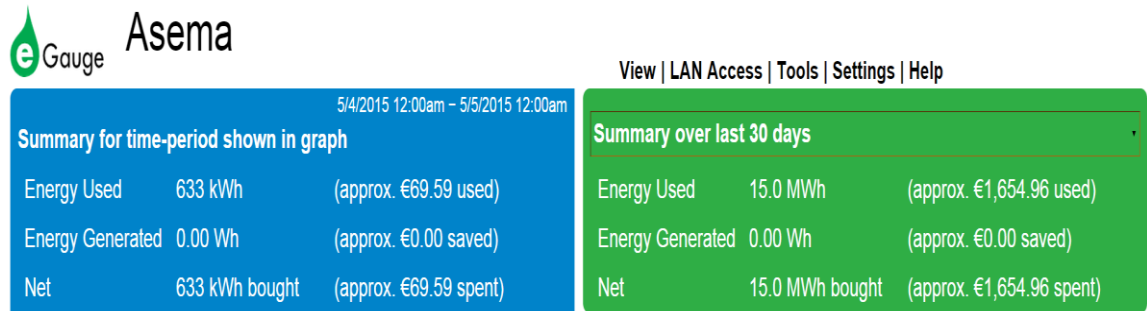 e Gauge Asema
View | LAN Access | Tools | Settings | Help
5/4/2015 12:00am – 5/5/2015 12:00am
Summary for time-period shown in graph
Energy Used 633 kWh (approx. €69.59 used)
Energy Generated 0.00 Wh (approx. €0.00 saved)
Net 633 kWh bought (approx. €69.59 spent)
Summary over last 30 days
Energy Used 15.0 MWh (approx. €1,654.96 used)
Energy Generated 0.00 Wh (approx. €0.00 saved)
Net 15.0 MWh bought (approx. €1,654.96 spent)